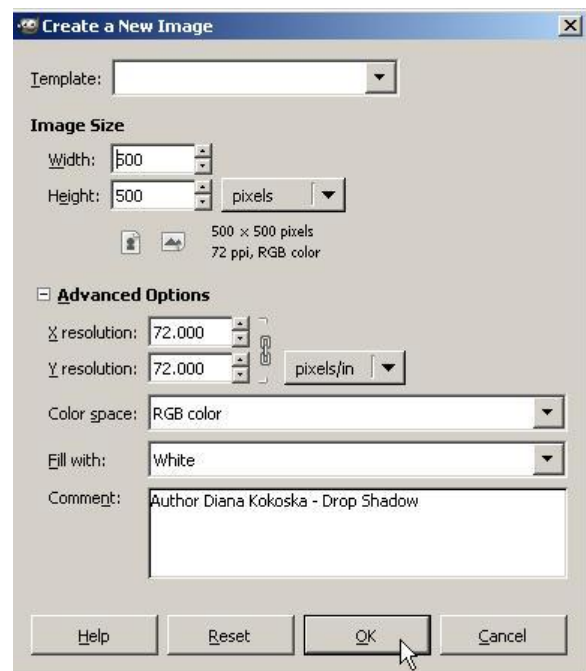 Create a New Image
Template:
Image Size
Width: 500
Height: 500 pixels
500 × 500 pixels
72 ppi, RGB color
Advanced Options
X resolution: 72.000
Y resolution: 72.000 pixels/in
Color space: RGB color
Fill with: White
Comment: Author Diana Kokoska - Drop Shadow
Help Reset OK Cancel